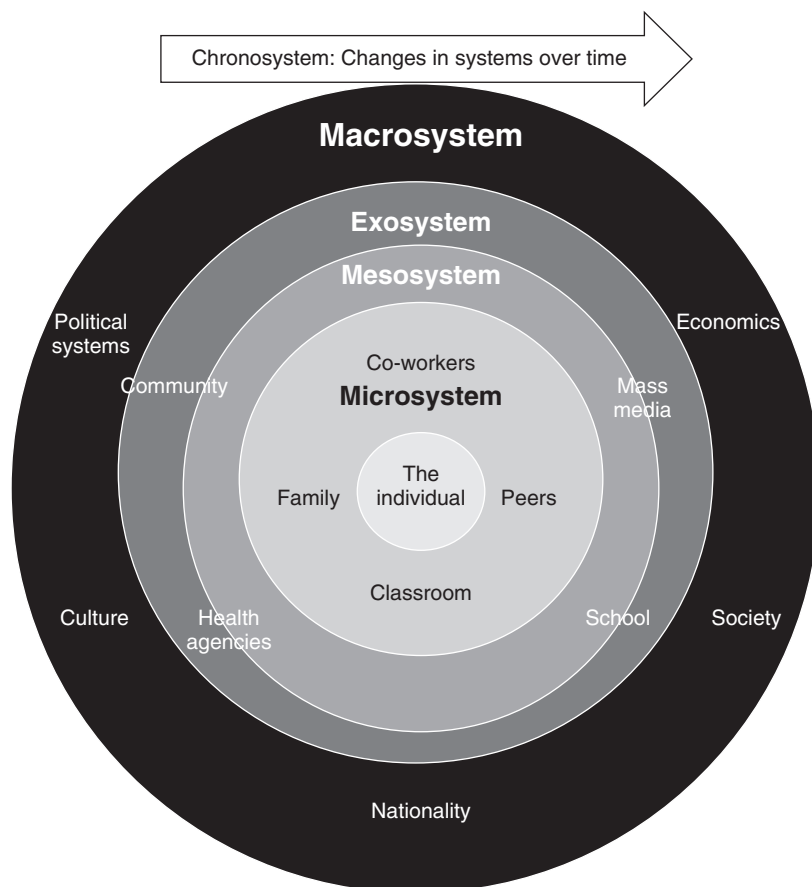 Chronosystem: Changes in systems over time
Macrosystem
Exosystem
Mesosystem
Political
systems
Economics
Co-workers
Community
Mass
media
Microsystem
The
individual
Family
Peers
Classroom
Culture
Health
agencies
School
Society
Nationality